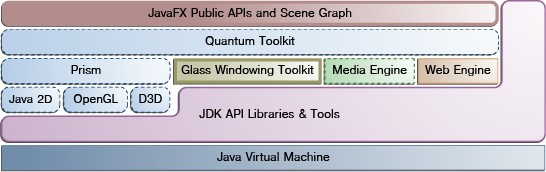 JavaFX Public APIs and Scene Graph
Quantum Toolkit
Prism
Glass Windowing Toolkit
Media Engine
Web Engine
Java 2D
OpenGL
D3D
JDK API Libraries & Tools
Java Virtual Machine